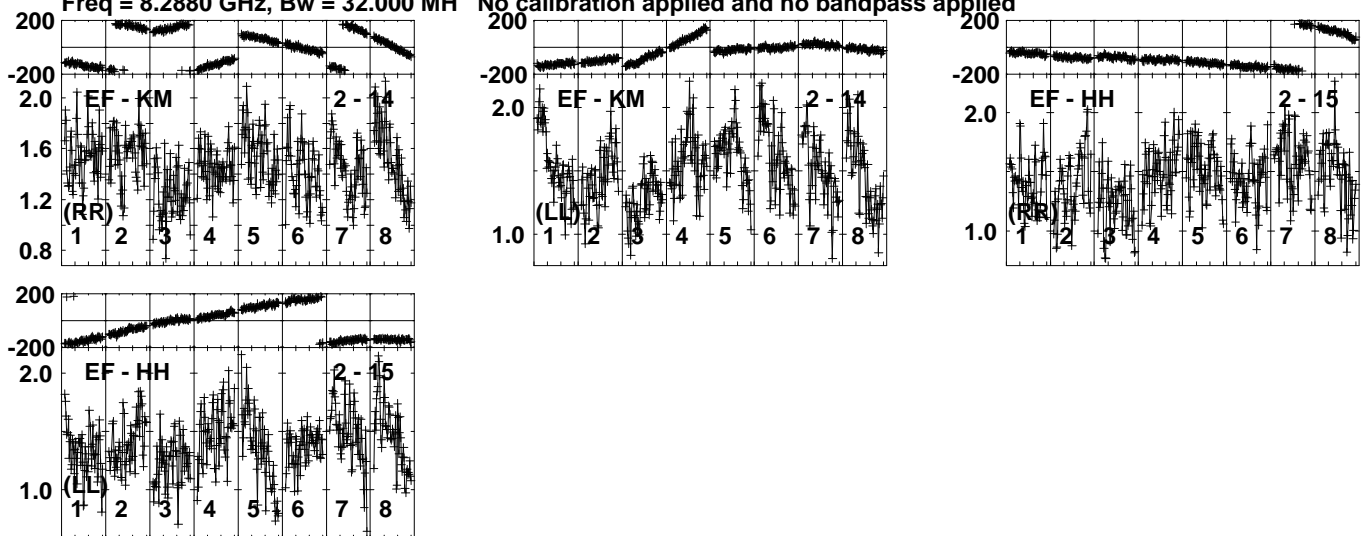 Freq = 8.2880 GHz, Bw = 32.000 MH No calibration applied and no bandpass applied
200
-200
2.0
1.6
1.2
0.8
EF - KM 2 - 14
(RR)
1 2 3 4 5 6 7 8
200
-200
2.0
1.0
EF - KM 2 - 14
(LL)
1 2 3 4 5 6 7 8
200
-200
2.0
1.0
EF - HH 2 - 15
(RR)
1 2 3 4 5 6 7 8
200
-200
2.0
1.0
EF - HH 2 - 15
(LL)
1 2 3 4 5 6 7 8